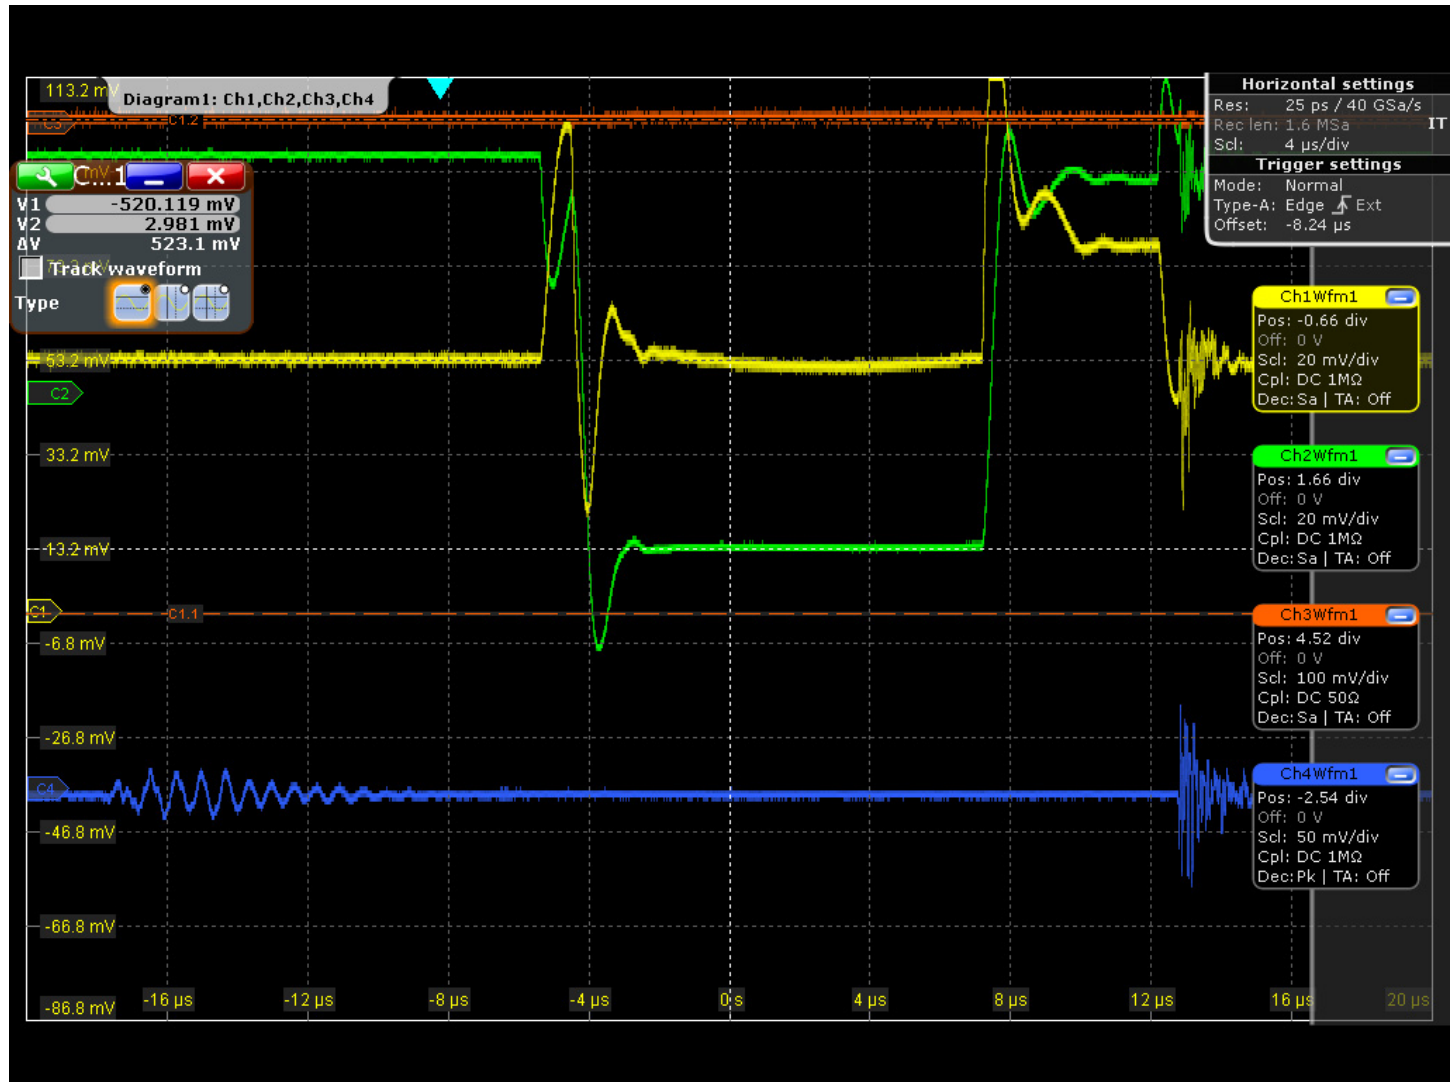 113.2 mV
Diagram1: Ch1,Ch2,Ch3,Ch4
C3
C1.2
Horizontal settings
Res: 25 ps / 40 GSa/s
Rec len: 1.6 MSa
IT
Scl: 4 µs/div
Trigger settings
Mode: Normal
Type-A: Edge Ext
Offset: -8.24 µs
C...1
mV
V1 -520.119 mV
V2 2.981 mV
ΔV 523.1 mV
Track waveform
Type
53.2 mV
C2
33.2 mV
13.2 mV
C1
C1.1
-6.8 mV
-26.8 mV
C4
-46.8 mV
-66.8 mV
-86.8 mV
-16 µs
-12 µs
-8 µs
-4 µs
0 s
4 µs
8 µs
12 µs
16 µs
20 µs
Ch1Wfm1
Pos: -0.66 div
Off: 0 V
Scl: 20 mV/div
Cpl: DC 1MΩ
Dec: Sa | TA: Off
Ch2Wfm1
Pos: 1.66 div
Off: 0 V
Scl: 20 mV/div
Cpl: DC 1MΩ
Dec: Sa | TA: Off
Ch3Wfm1
Pos: 4.52 div
Off: 0 V
Scl: 100 mV/div
Cpl: DC 50Ω
Dec: Sa | TA: Off
Ch4Wfm1
Pos: -2.54 div
Off: 0 V
Scl: 50 mV/div
Cpl: DC 1MΩ
Dec: Pk | TA: Off